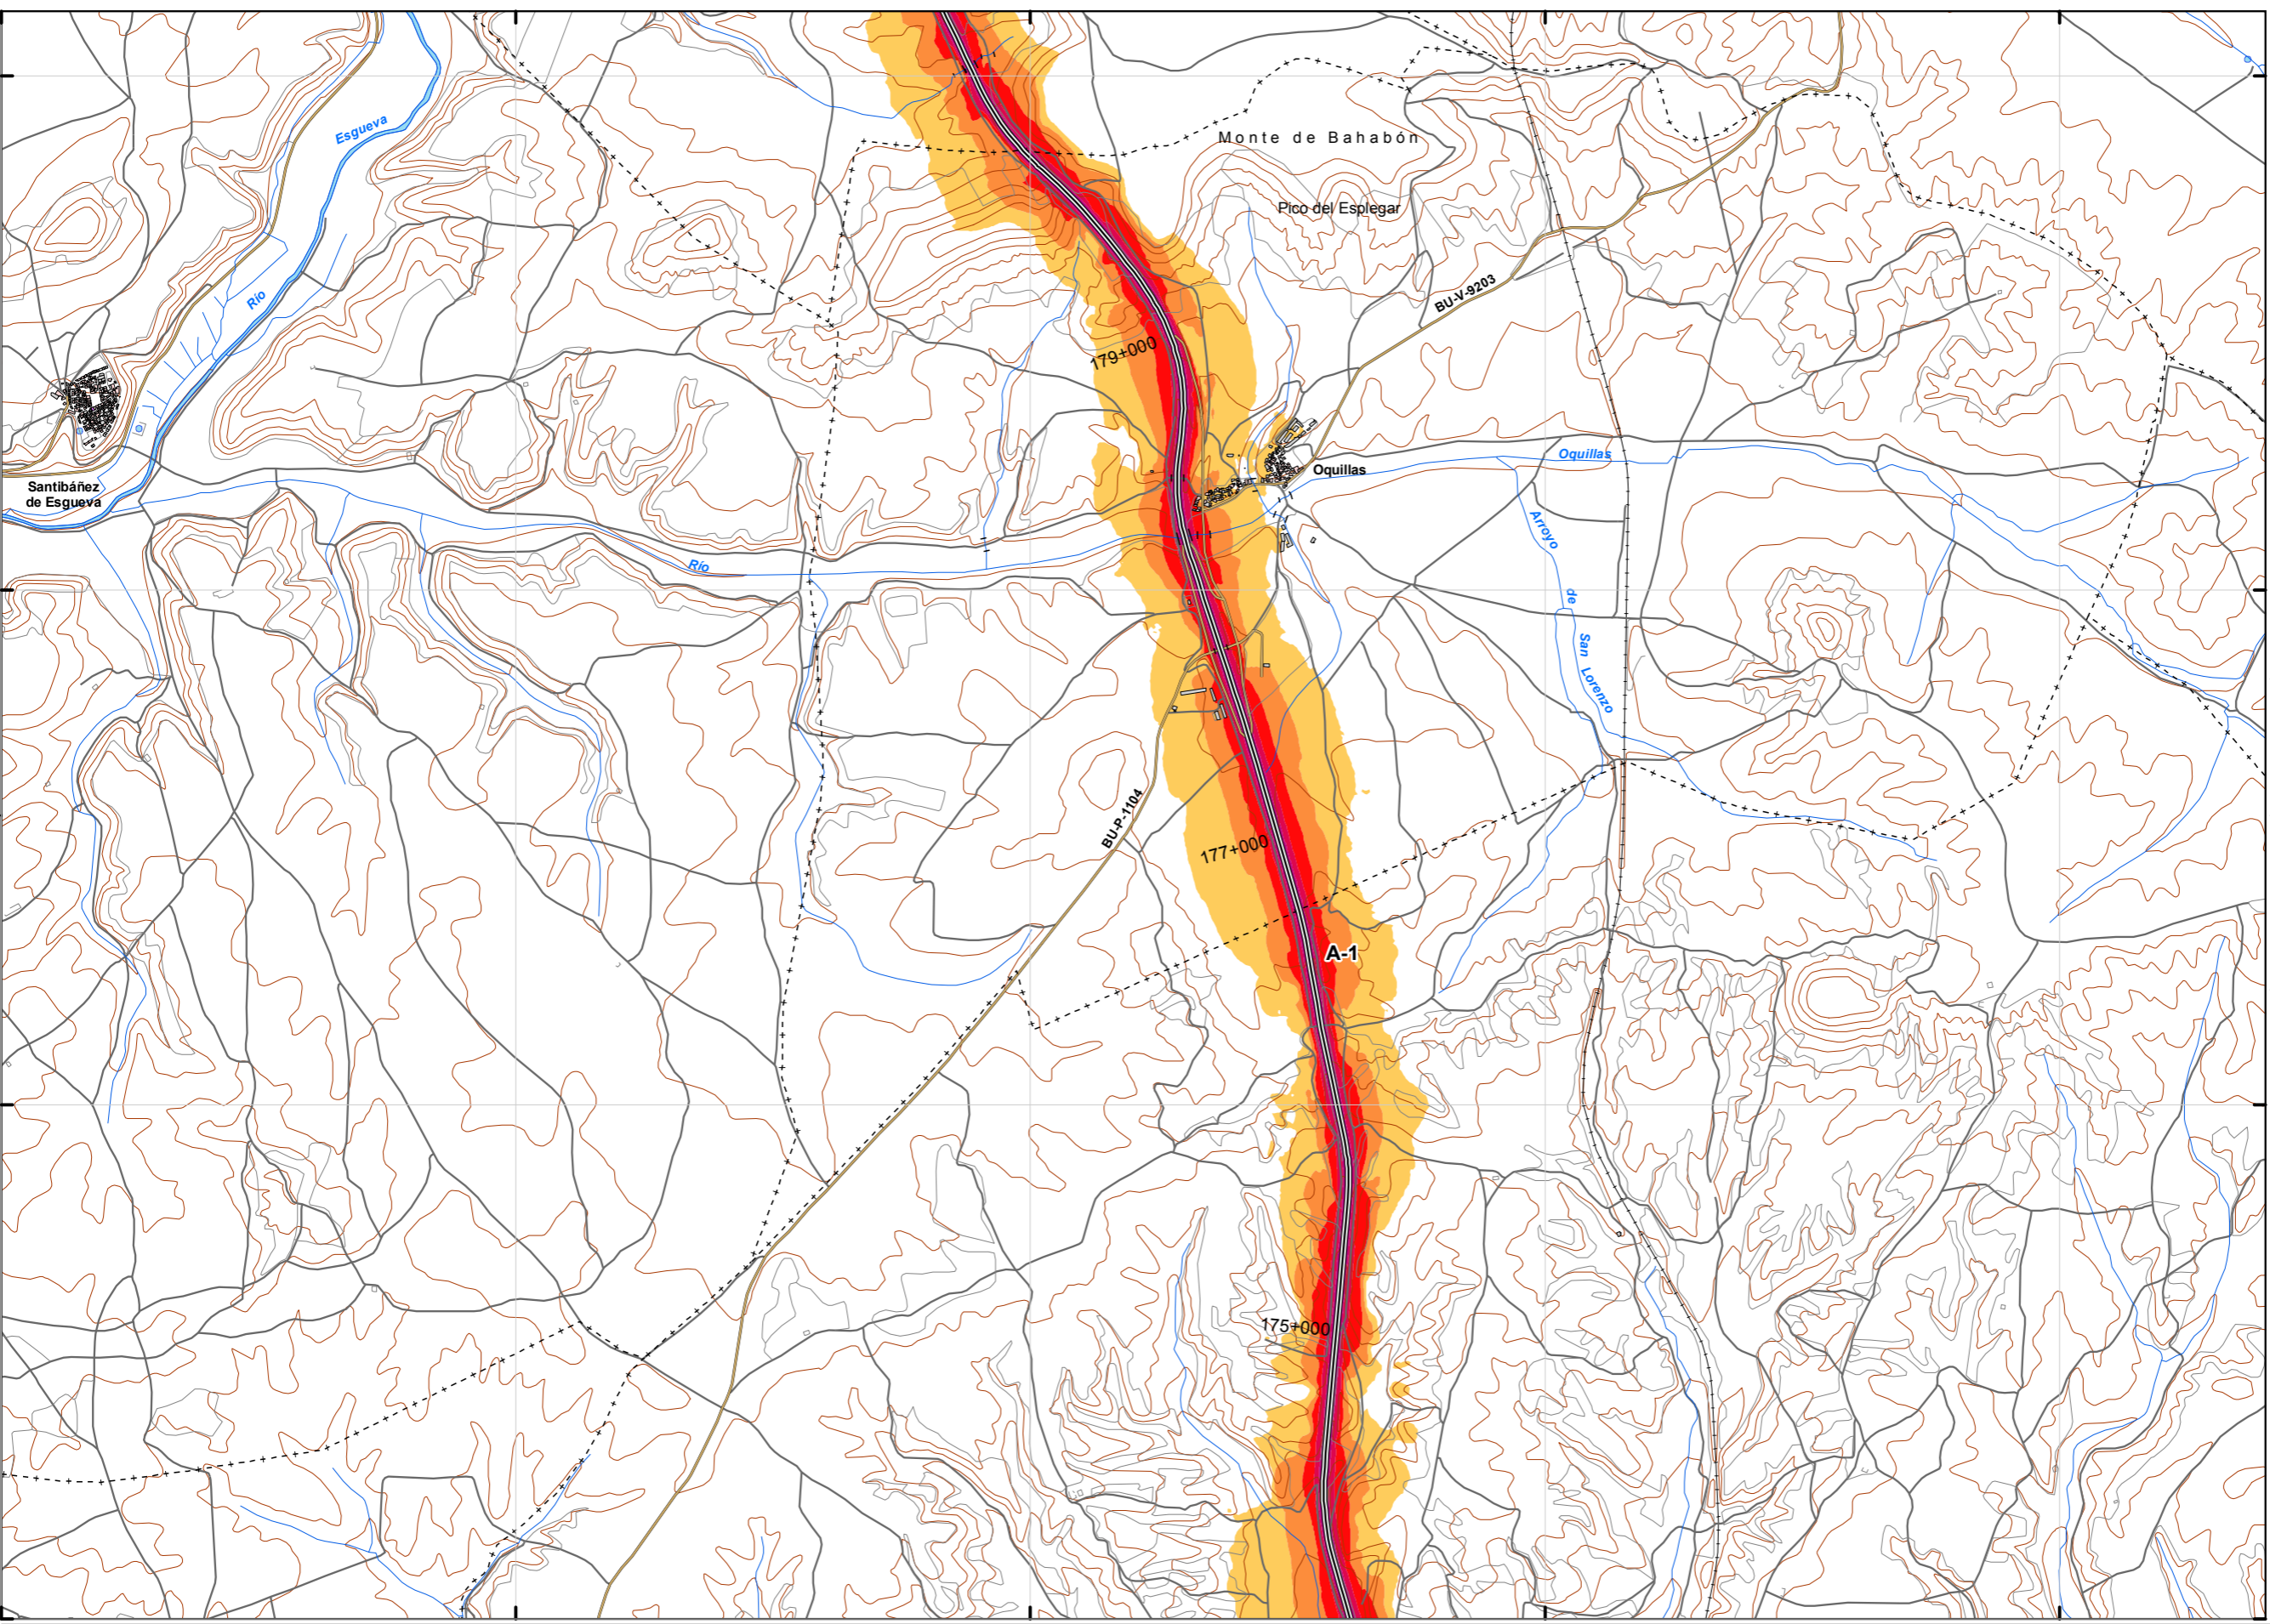 Esgueva
Monte de Bahabón
Pico del Esplegar
Río
BU-V-9203
179+000
Oquillas
Oquillas
Santibáñez
de Esgueva
Arroyo
de
San Lorenzo
Río
BU-P-1104
177+000
A-1
175+000